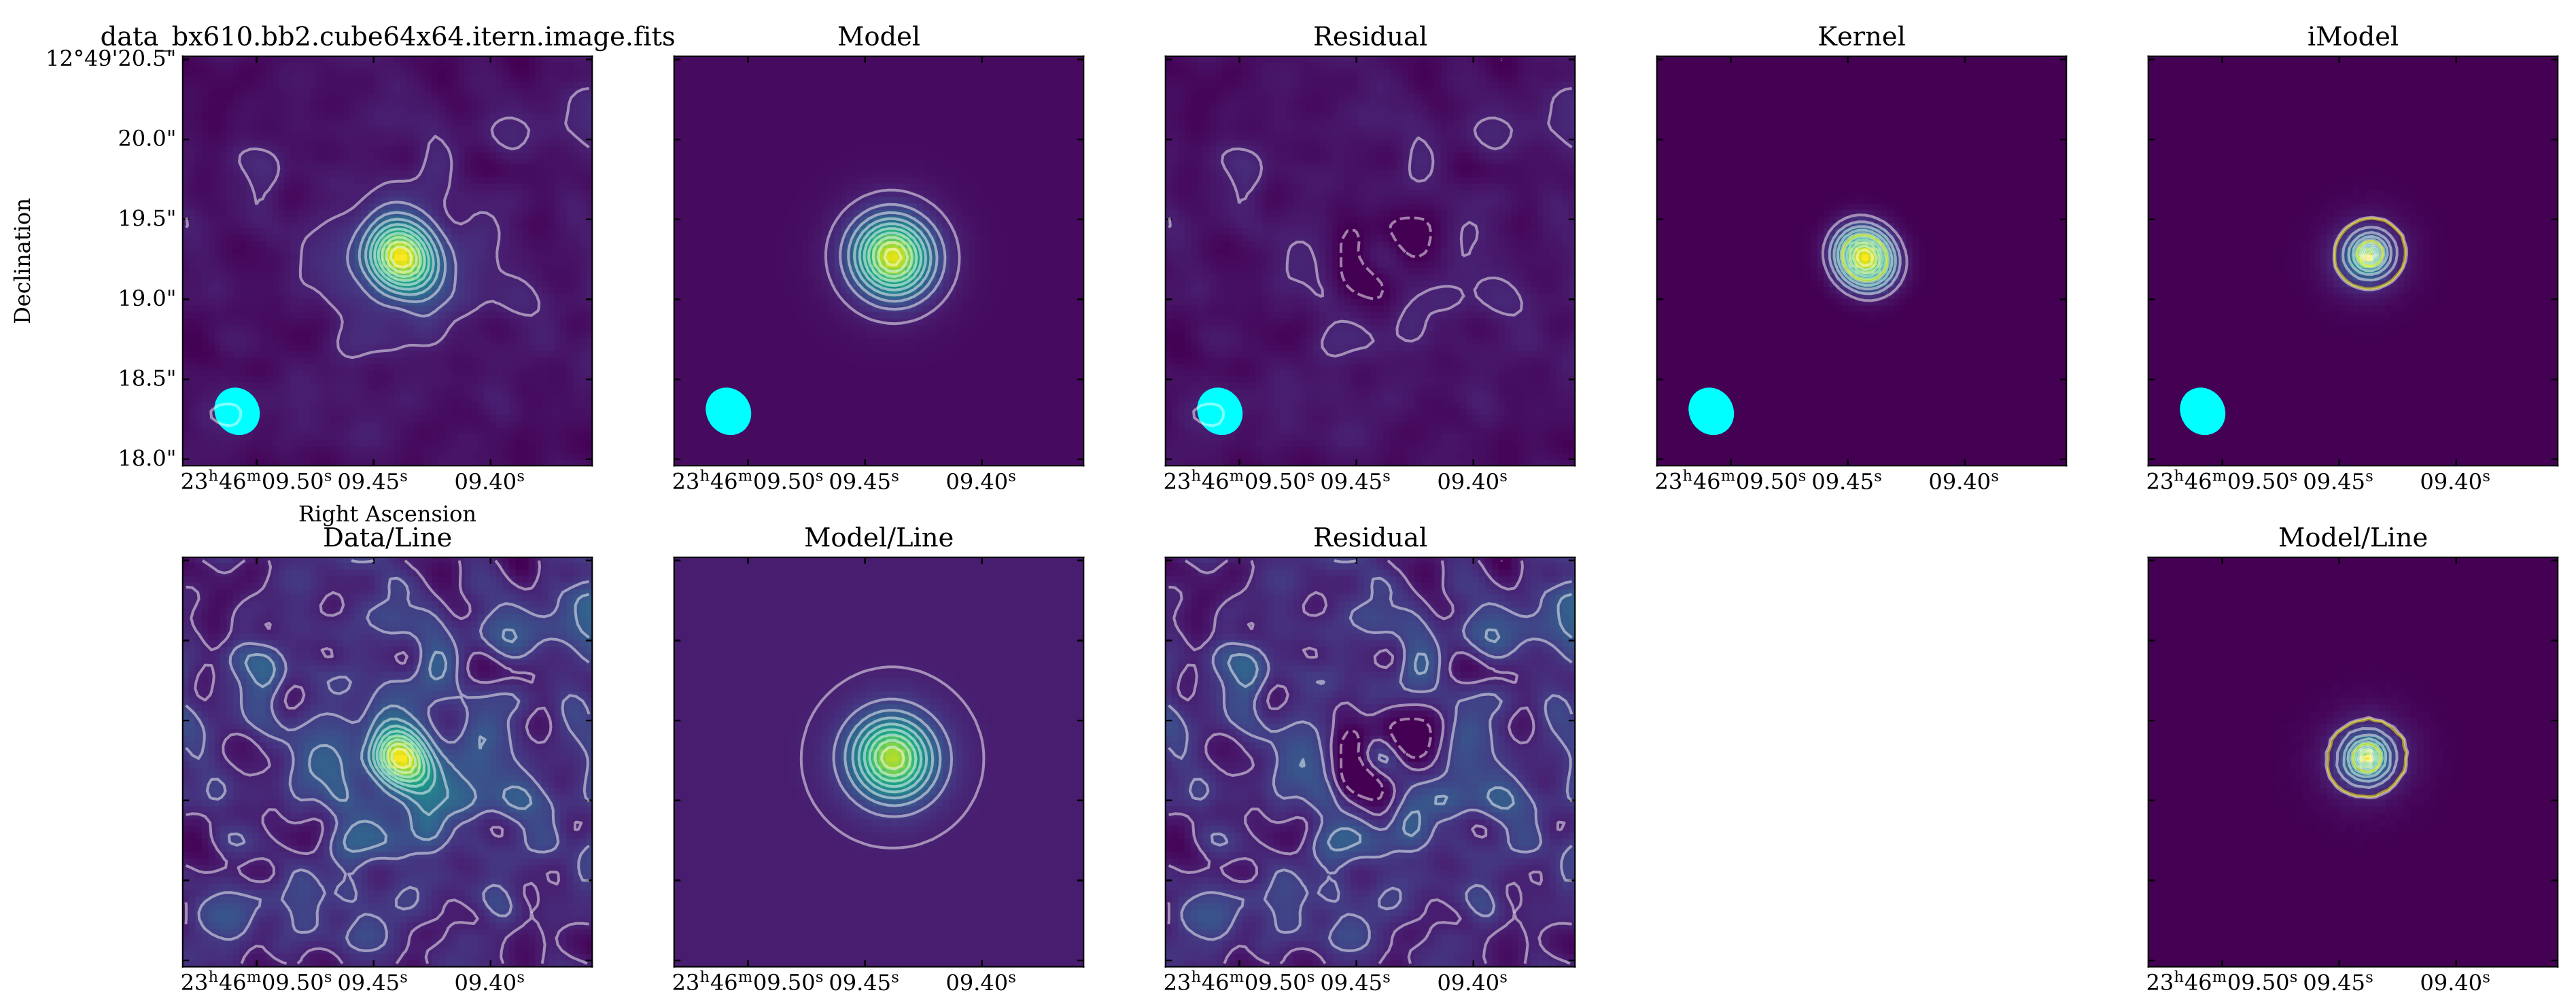 data_bx610.bb2.cube64x64.itern.image.fits
Model
Residual
Kernel
iModel
12°49'20.5"
20.0"
19.5"
19.0"
18.5"
18.0"
Declination
23ʰ46ᵐ09.50ˢ 09.45ˢ 09.40ˢ
23ʰ46ᵐ09.50ˢ 09.45ˢ 09.40ˢ
23ʰ46ᵐ09.50ˢ 09.45ˢ 09.40ˢ
23ʰ46ᵐ09.50ˢ 09.45ˢ 09.40ˢ
23ʰ46ᵐ09.50ˢ 09.45ˢ 09.40ˢ
Right Ascension
Data/Line
Model/Line
Residual
Model/Line
23ʰ46ᵐ09.50ˢ 09.45ˢ 09.40ˢ
23ʰ46ᵐ09.50ˢ 09.45ˢ 09.40ˢ
23ʰ46ᵐ09.50ˢ 09.45ˢ 09.40ˢ
23ʰ46ᵐ09.50ˢ 09.45ˢ 09.40ˢ